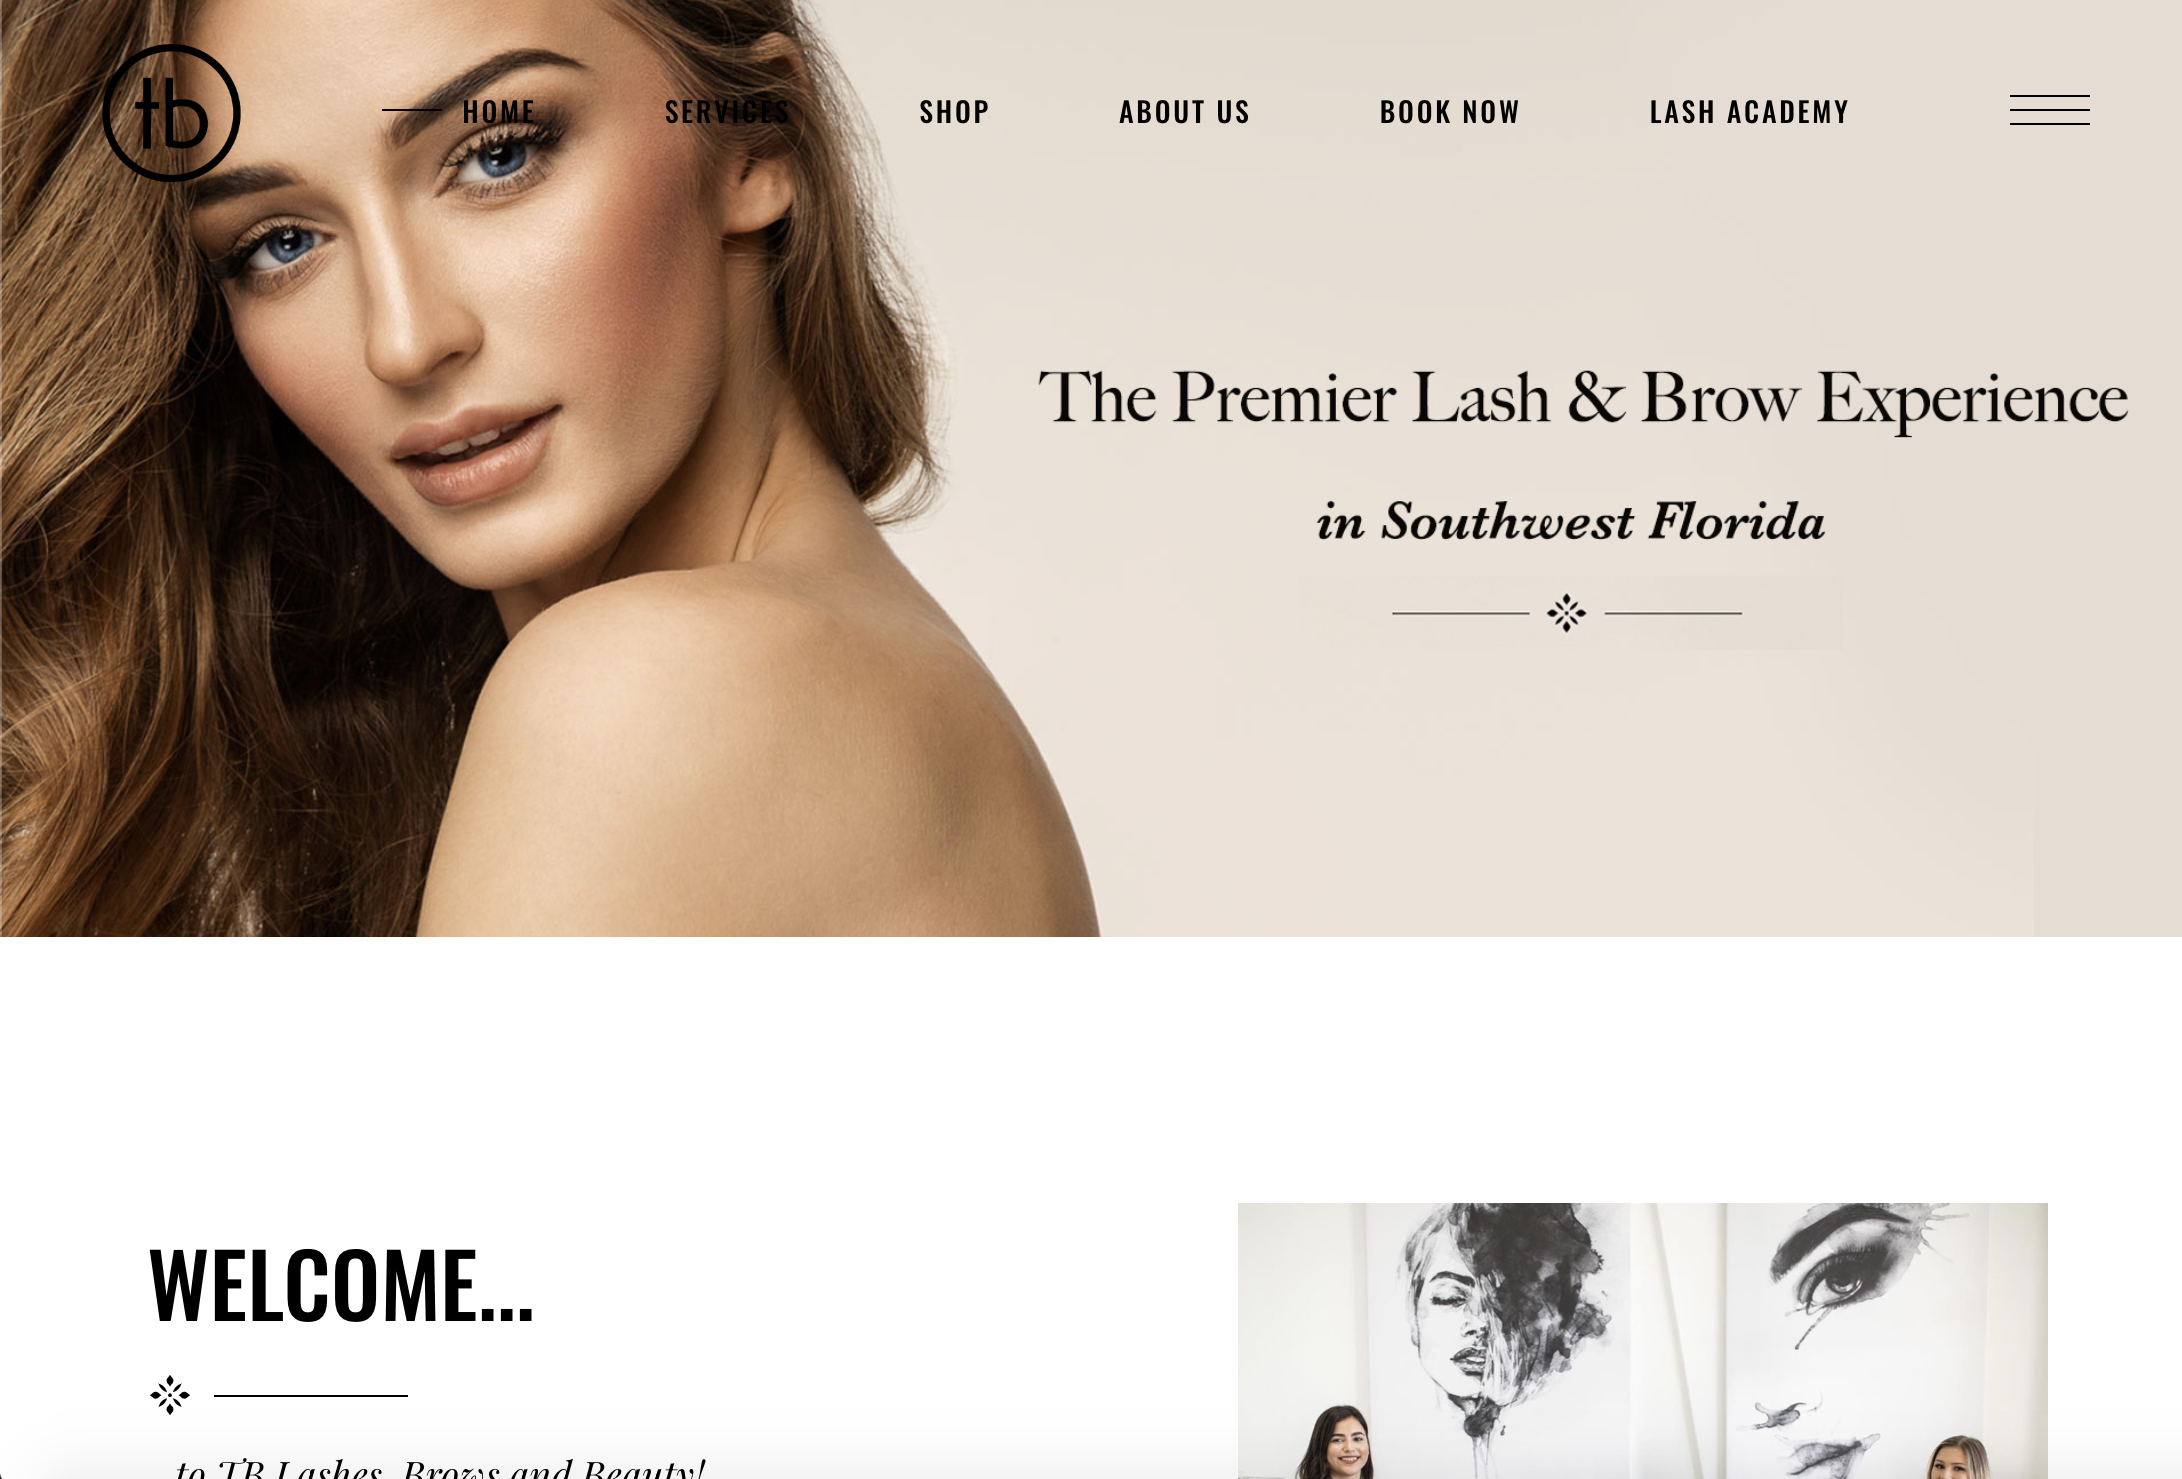 tb
HOME SERVICES SHOP ABOUT US BOOK NOW LASH ACADEMY
The Premier Lash & Brow Experience
in Southwest Florida
WELCOME...
to TB Lashes, Brows and Beauty!